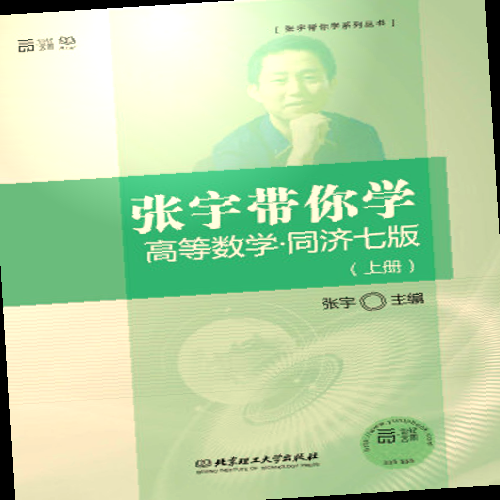 [ 张宇带你学系列丛书 ]
张宇带你学
高等数学·同济七版
(上册)
张宇 主编
北京理工大学出版社
BEIJING INSTITUTE OF TECHNOLOGY PRESS